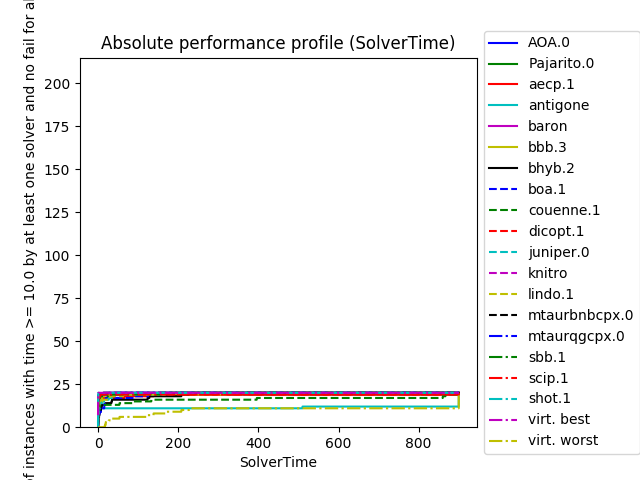 Absolute performance profile (SolverTime)
of instances with time >= 10.0 by at least one solver and no fail for
200
175
150
125
100
75
50
25
0
0
200
400
600
800
SolverTime
AOA.0
Pajarito.0
aecp.1
antigone
baron
bbb.3
bhyb.2
boa.1
couenne.1
dicopt.1
juniper.0
knitro
lindo.1
mtaurbnbcpx.0
mtaurqgcpx.0
sbb.1
scip.1
shot.1
virt. best
virt. worst